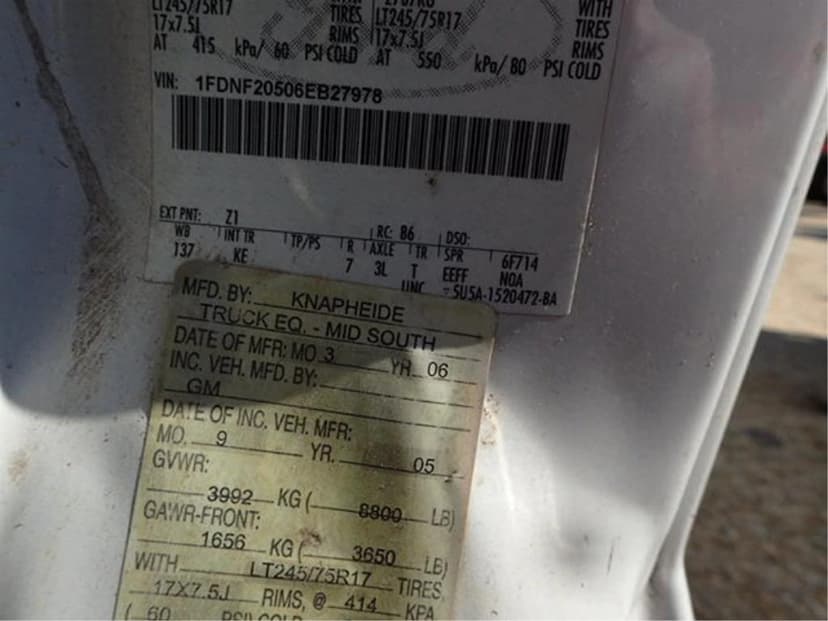 LT245/75R17 TIRES LT245/75R17 WITH TIRES
17x7.5J RIMS 17x7.5J RIMS
AT 415 kPa/ 60 PSI COLD AT 550 kPa/ 80 PSI COLD
VIN: 1FDNF20506EB27978
EXT PNT: Z1 RC: 86 DSO:
WB INT TR TP/PS R AXLE TR SPR 6F714
137 KE 7 3L T EEFF NOA
UNC 5U5A-1520472-BA
MFD. BY: KNAPHEIDE
TRUCK EQ. - MID SOUTH
DATE OF MFR: MO 3 YR. 06
INC. VEH. MFD. BY:
GM
DATE OF INC. VEH. MFR:
MO. 9 YR. 05
GVWR:
3992 KG ( 8800 LB)
GAWR-FRONT:
1656 KG ( 3650 LB)
WITH LT245/75R17 TIRES
17X7.5J RIMS, @ 414 KPA
( 60 PSI) COLD